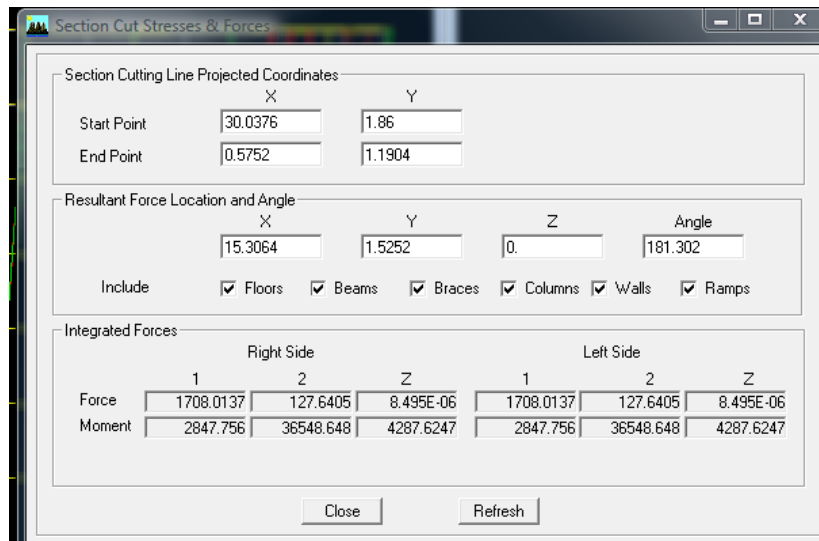 Section Cut Stresses & Forces
Section Cutting Line Projected Coordinates
X Y
Start Point 30.0376 1.86
End Point 0.5752 1.1904
Resultant Force Location and Angle
X Y Z Angle
15.3064 1.5252 0. 181.302
Include Floors Beams Braces Columns Walls Ramps
Integrated Forces
Right Side Left Side
1 2 Z 1 2 Z
Force 1708.0137 127.6405 8.495E-06 1708.0137 127.6405 8.495E-06
Moment 2847.756 36548.648 4287.6247 2847.756 36548.648 4287.6247
Close Refresh